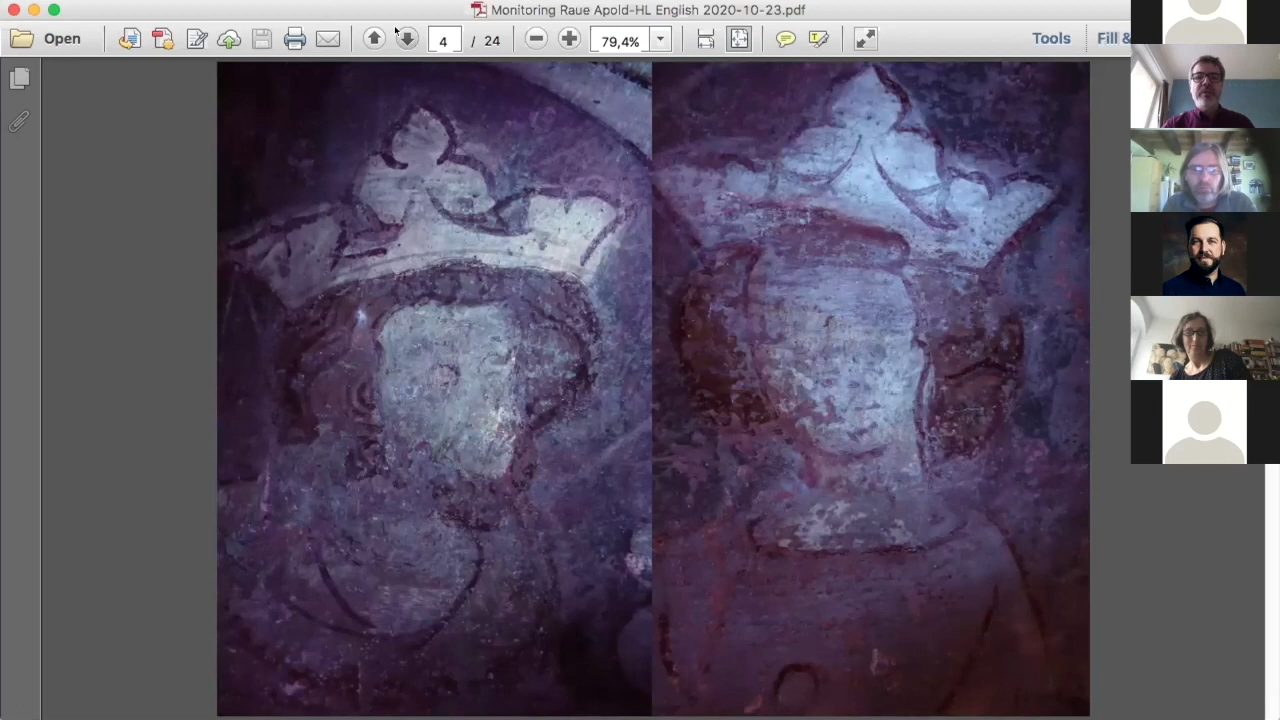 Monitoring Raue Apold-HL English 2020-10-23.pdf
Open
4 / 24
79,4%
Tools
Fill &